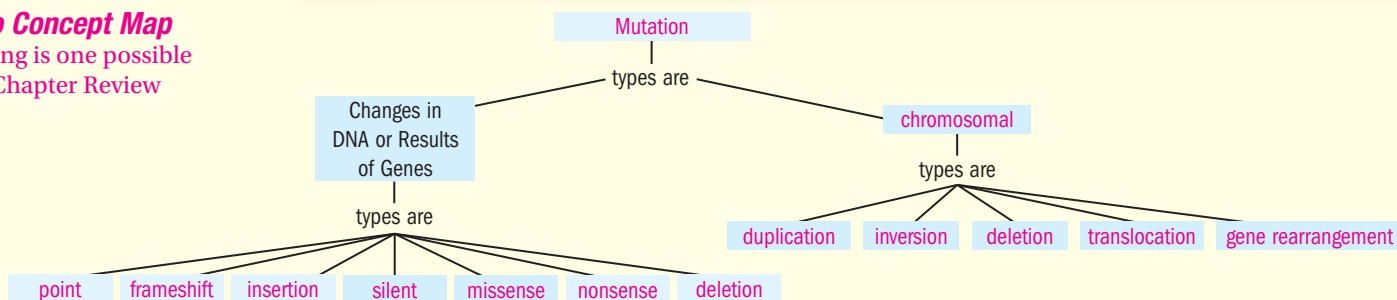 Concept Map
ng is one possible
Chapter Review
Mutation
types are
Changes in
DNA or Results
of Genes
types are
point
frameshift
insertion
silent
missense
nonsense
deletion
chromosomal
types are
duplication
inversion
deletion
translocation
gene rearrangement